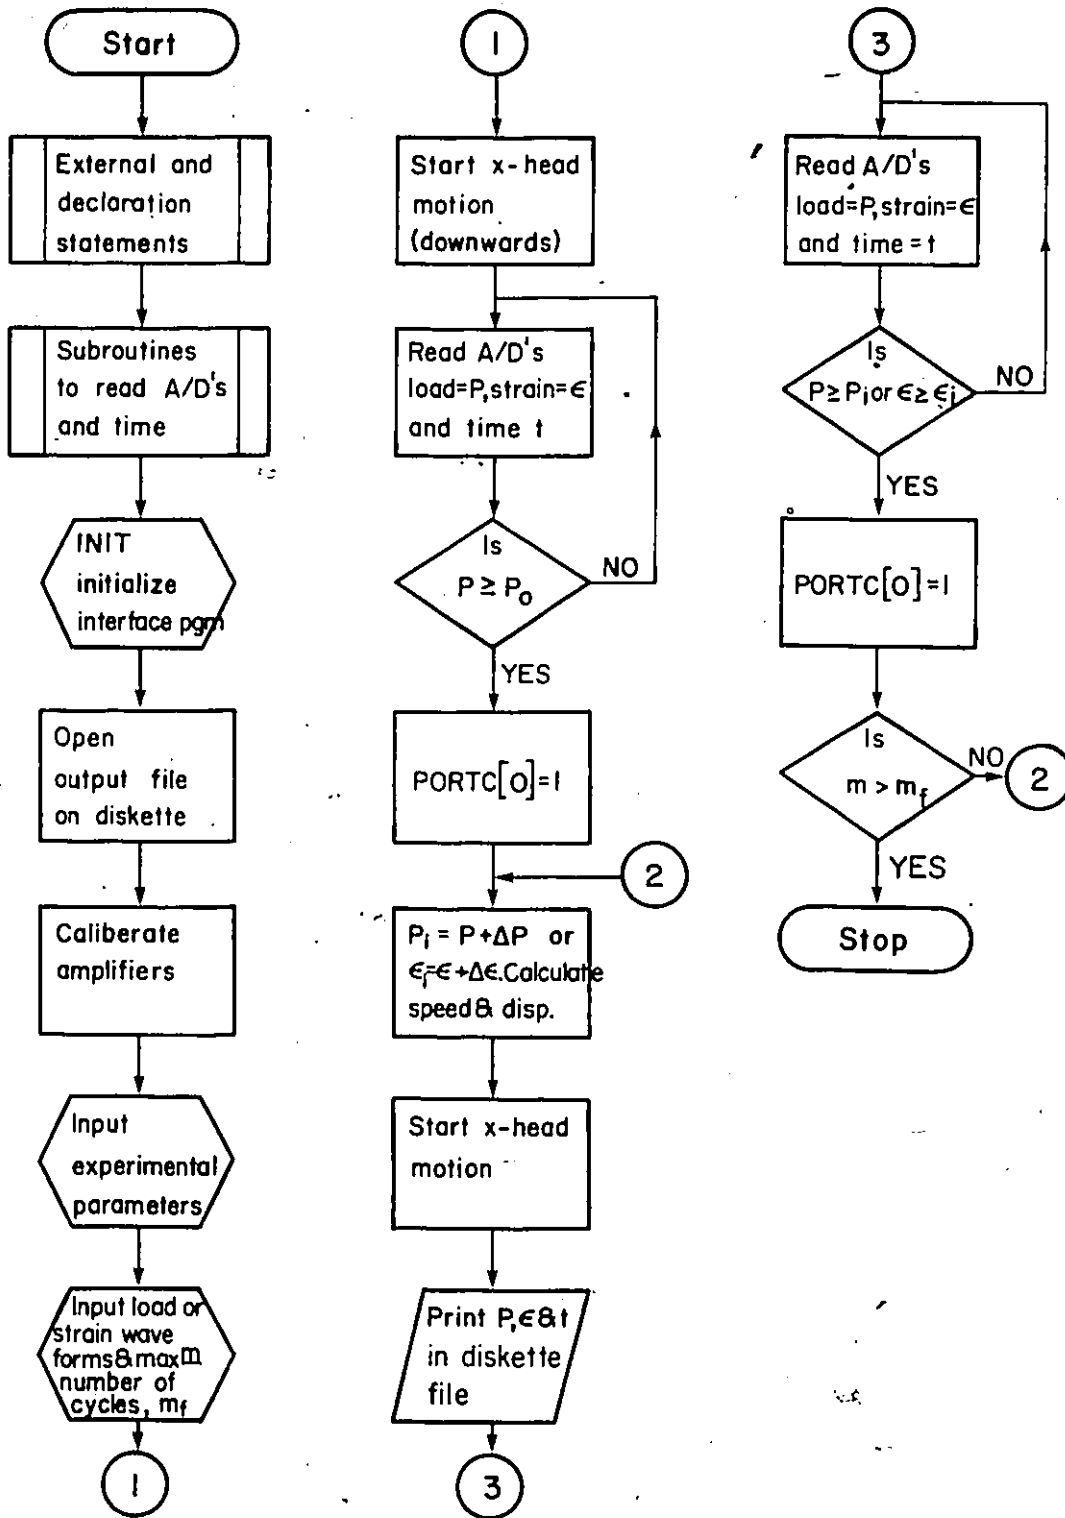 Start
External and
declaration
statements
Subroutines
to read A/D's
and time
INIT
initialize
interface pgm
Open
output file
on diskette
Caliberate
amplifiers
Input
experimental
parameters
Input load or
strain wave
forms & max m
number of
cycles, mf
1
1
Start x-head
motion
(downwards)
Read A/D's
load=P, strain=ϵ
and time t
Is
P ≥ Po
NO
YES
PORTC[0]=1
2
Pi = P+ΔP or
ϵi=ϵ+Δϵ. Calculate
speed & disp.
Start x-head
motion
Print P, ϵ & t
in diskette
file
3
3
Read A/D's
load=P, strain=ϵ
and time = t
Is
P ≥ Pi or ϵ ≥ ϵi
NO
YES
PORTC[0]=1
Is
m > mf
NO
2
YES
Stop